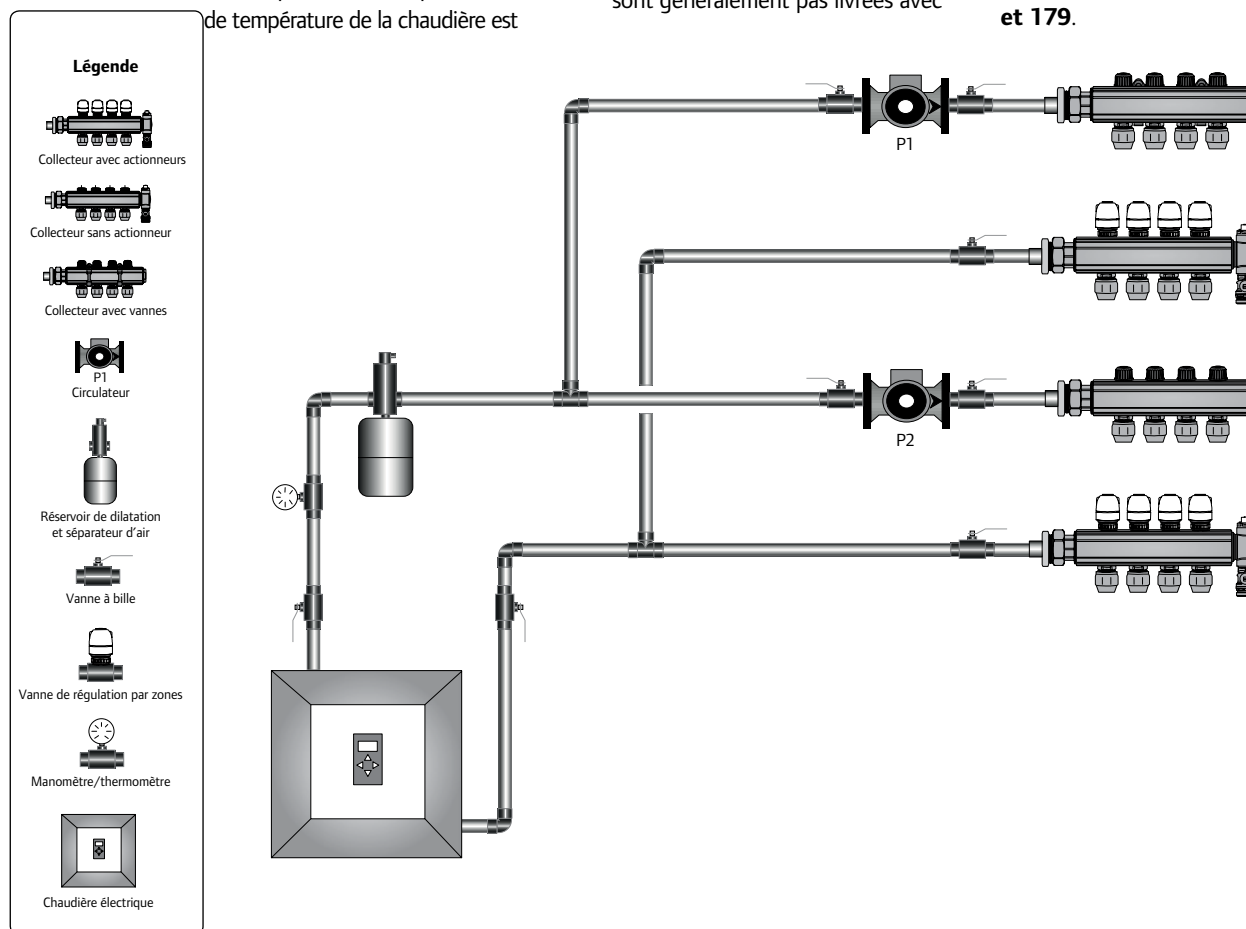 de température de la chaudière est
sont généralement pas livrées avec
et 179.
Légende
Collecteur avec actionneurs
Collecteur sans actionneur
Collecteur avec vannes
P1
Circulateur
Réservoir de dilatation
et séparateur d’air
Vanne à bille
Vanne de régulation par zones
Manomètre/thermomètre
Chaudière électrique
P1
P2